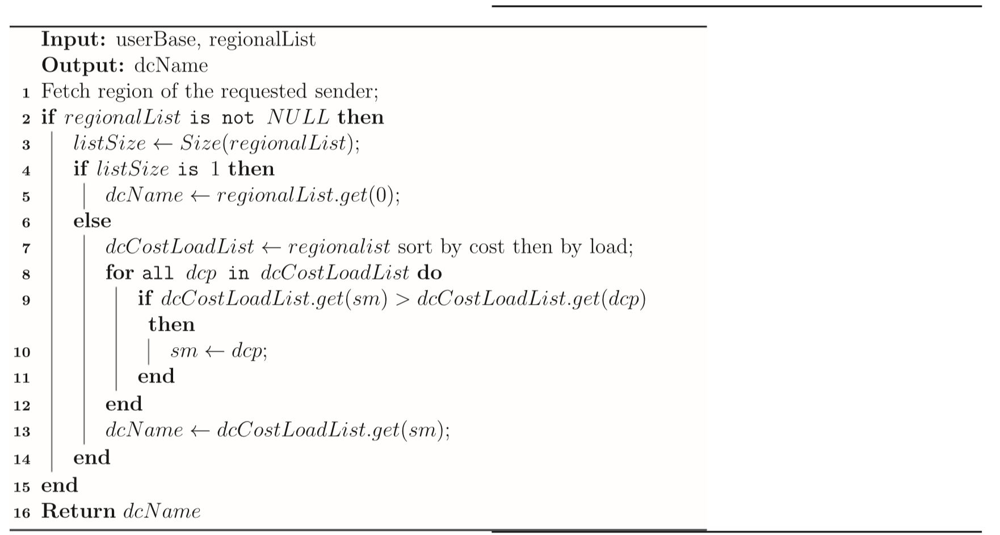 Input: userBase, regionalList
Output: dcName
1 Fetch region of the requested sender;
2 if regionalList is not NULL then
3 listSize ← Size(regionalList);
4 if listSize is 1 then
5 dcName ← regionalList.get(0);
6 else
7 dcCostLoadList ← regionalist sort by cost then by load;
8 for all dcp in dcCostLoadList do
9 if dcCostLoadList.get(sm) > dcCostLoadList.get(dcp)
then
10 sm ← dcp;
11 end
12 end
13 dcName ← dcCostLoadList.get(sm);
14 end
15 end
16 Return dcName